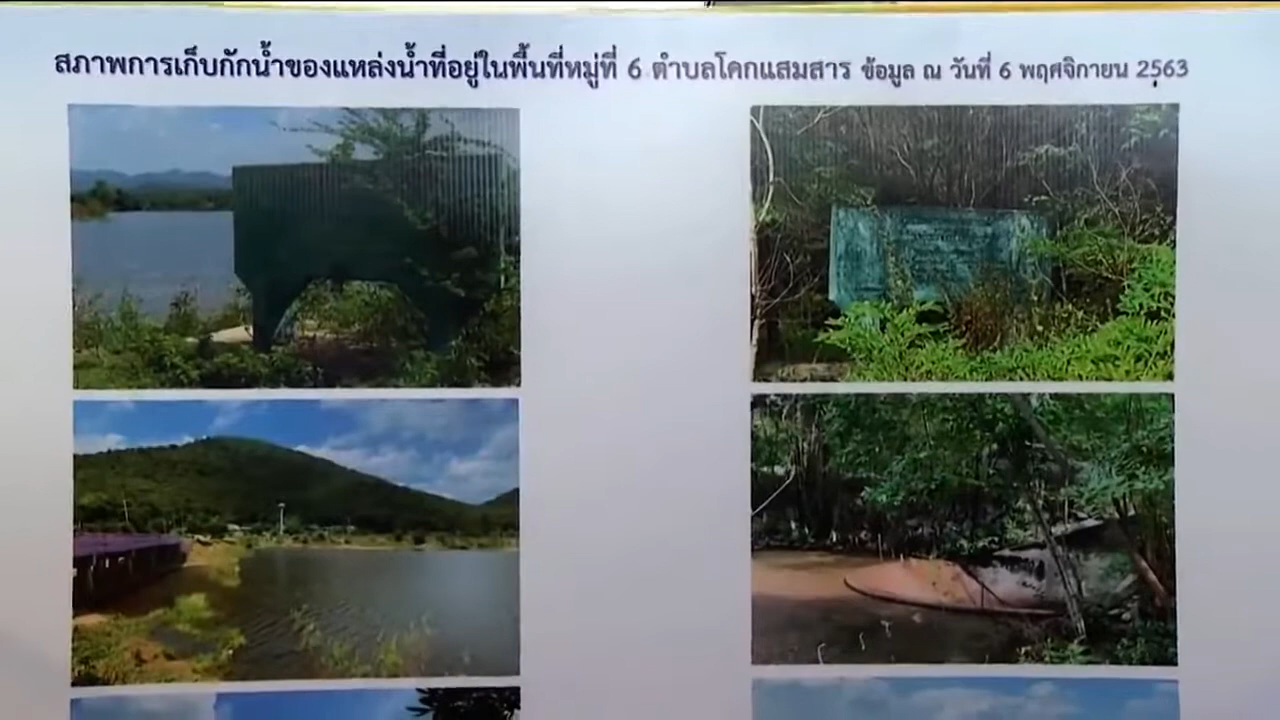 สภาพการเก็บกักน้ำของแหล่งน้ำที่อยู่ในพื้นที่หมู่ที่ 6 ตำบลโคกแสมสาร ข้อมูล ณ วันที่ 6 พฤศจิกายน 2563